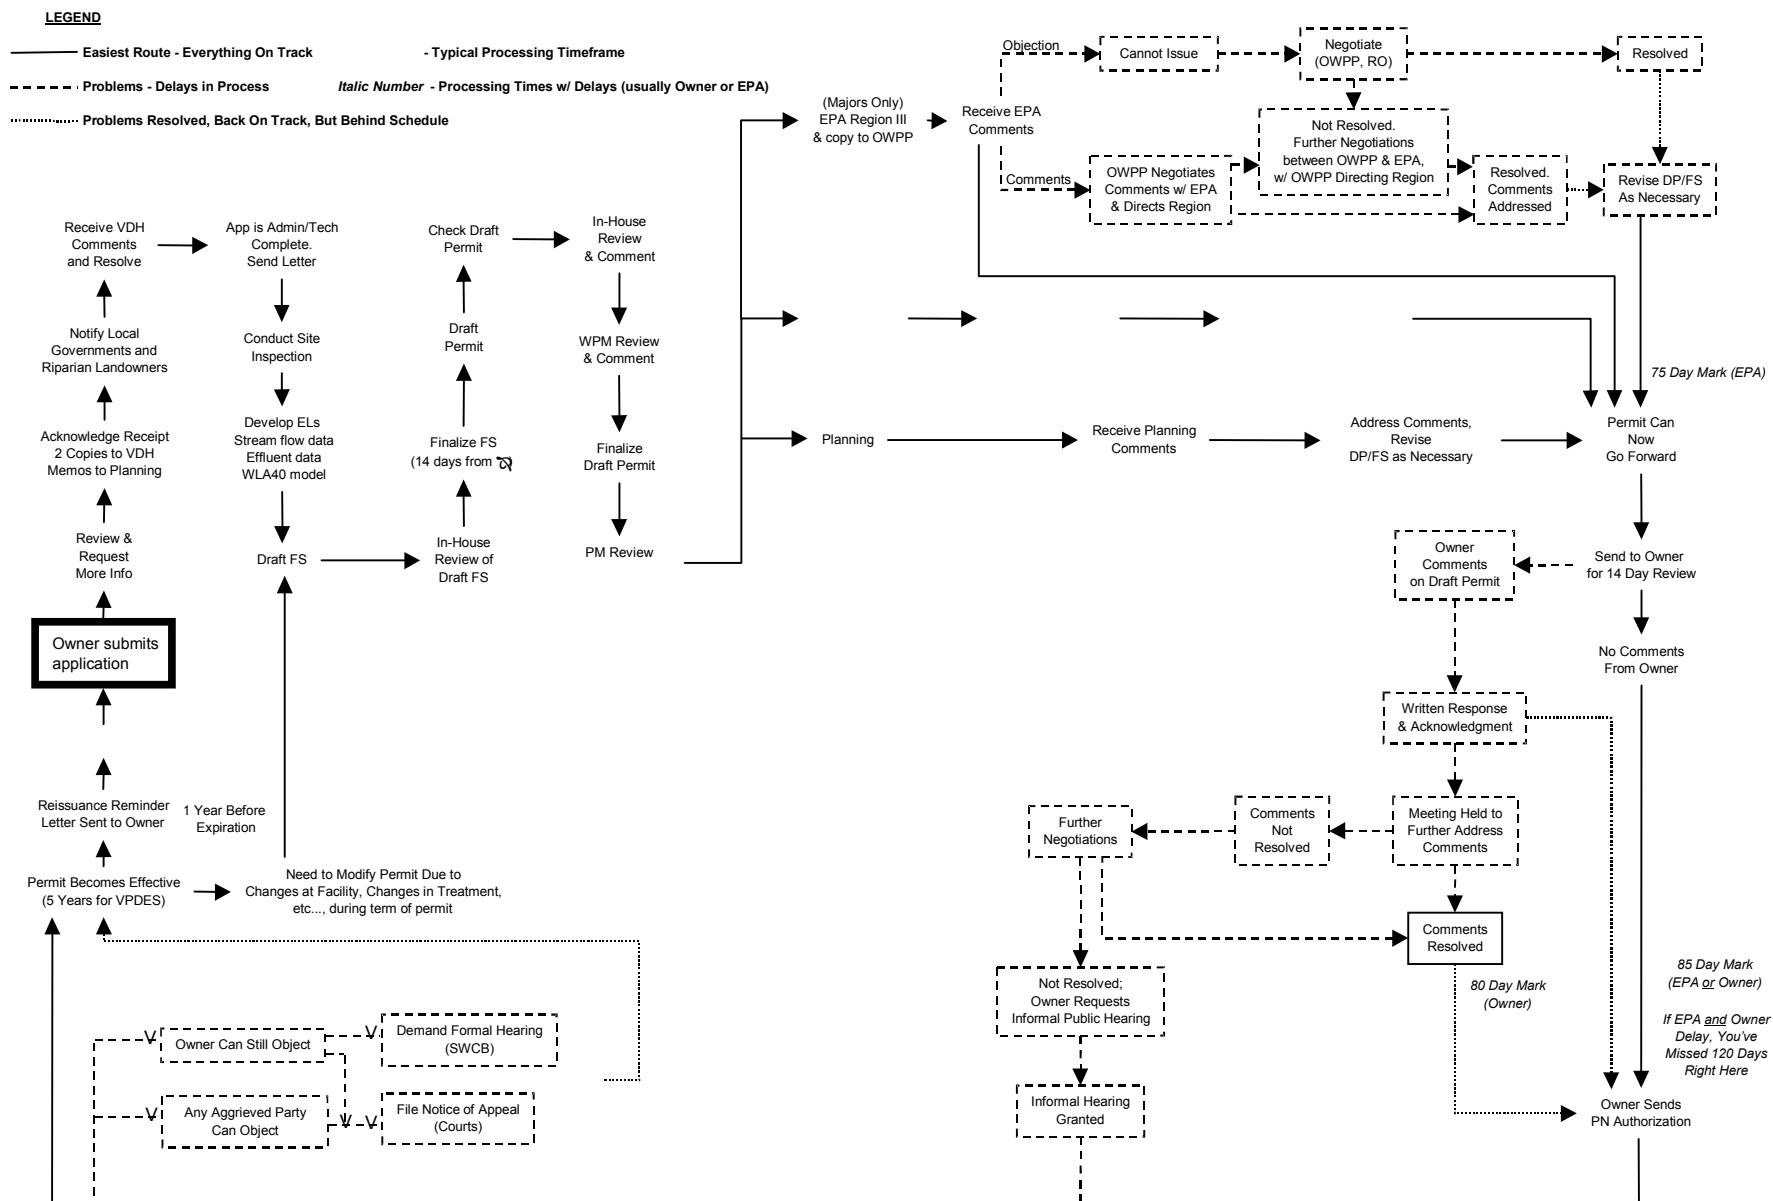 LEGEND
Easiest Route - Everything On Track
- Typical Processing Timeframe
Problems - Delays in Process
Italic Number - Processing Times w/ Delays (usually Owner or EPA)
Problems Resolved, Back On Track, But Behind Schedule
Objection
Cannot Issue
Negotiate
(OWPP, RO)
Resolved
(Majors Only)
EPA Region III
& copy to OWPP
Receive EPA
Comments
Not Resolved.
Further Negotiations
between OWPP & EPA,
w/ OWPP Directing Region
Comments
OWPP Negotiates
Comments w/ EPA
& Directs Region
Resolved.
Comments
Addressed
Revise DP/FS
As Necessary
Receive VDH
Comments
and Resolve
App is Admin/Tech
Complete.
Send Letter
Check Draft
Permit
In-House
Review
& Comment
Notify Local
Governments and
Riparian Landowners
Conduct Site
Inspection
Draft
Permit
WPM Review
& Comment
75 Day Mark (EPA)
Acknowledge Receipt
2 Copies to VDH
Memos to Planning
Develop ELs
Stream flow data
Effluent data
WLA40 model
Finalize FS
(14 days from
Finalize
Draft Permit
Planning
Receive Planning
Comments
Address Comments,
Revise
DP/FS as Necessary
Permit Can
Now
Go Forward
Review &
Request
More Info
Draft FS
In-House
Review of
Draft FS
PM Review
Owner
Comments
on Draft Permit
Send to Owner
for 14 Day Review
Owner submits
application
No Comments
From Owner
Written Response
& Acknowledgment
Reissuance Reminder
Letter Sent to Owner
1 Year Before
Expiration
Further
Negotiations
Comments
Not
Resolved
Meeting Held to
Further Address
Comments
Permit Becomes Effective
(5 Years for VPDES)
Need to Modify Permit Due to
Changes at Facility, Changes in Treatment,
etc..., during term of permit
Comments
Resolved
Not Resolved;
Owner Requests
Informal Public Hearing
80 Day Mark
(Owner)
85 Day Mark
(EPA or Owner)
If EPA and Owner
Delay, You've
Missed 120 Days
Right Here
Owner Can Still Object
Demand Formal Hearing
(SWCB)
Any Aggrieved Party
Can Object
File Notice of Appeal
(Courts)
Informal Hearing
Granted
Owner Sends
PN Authorization